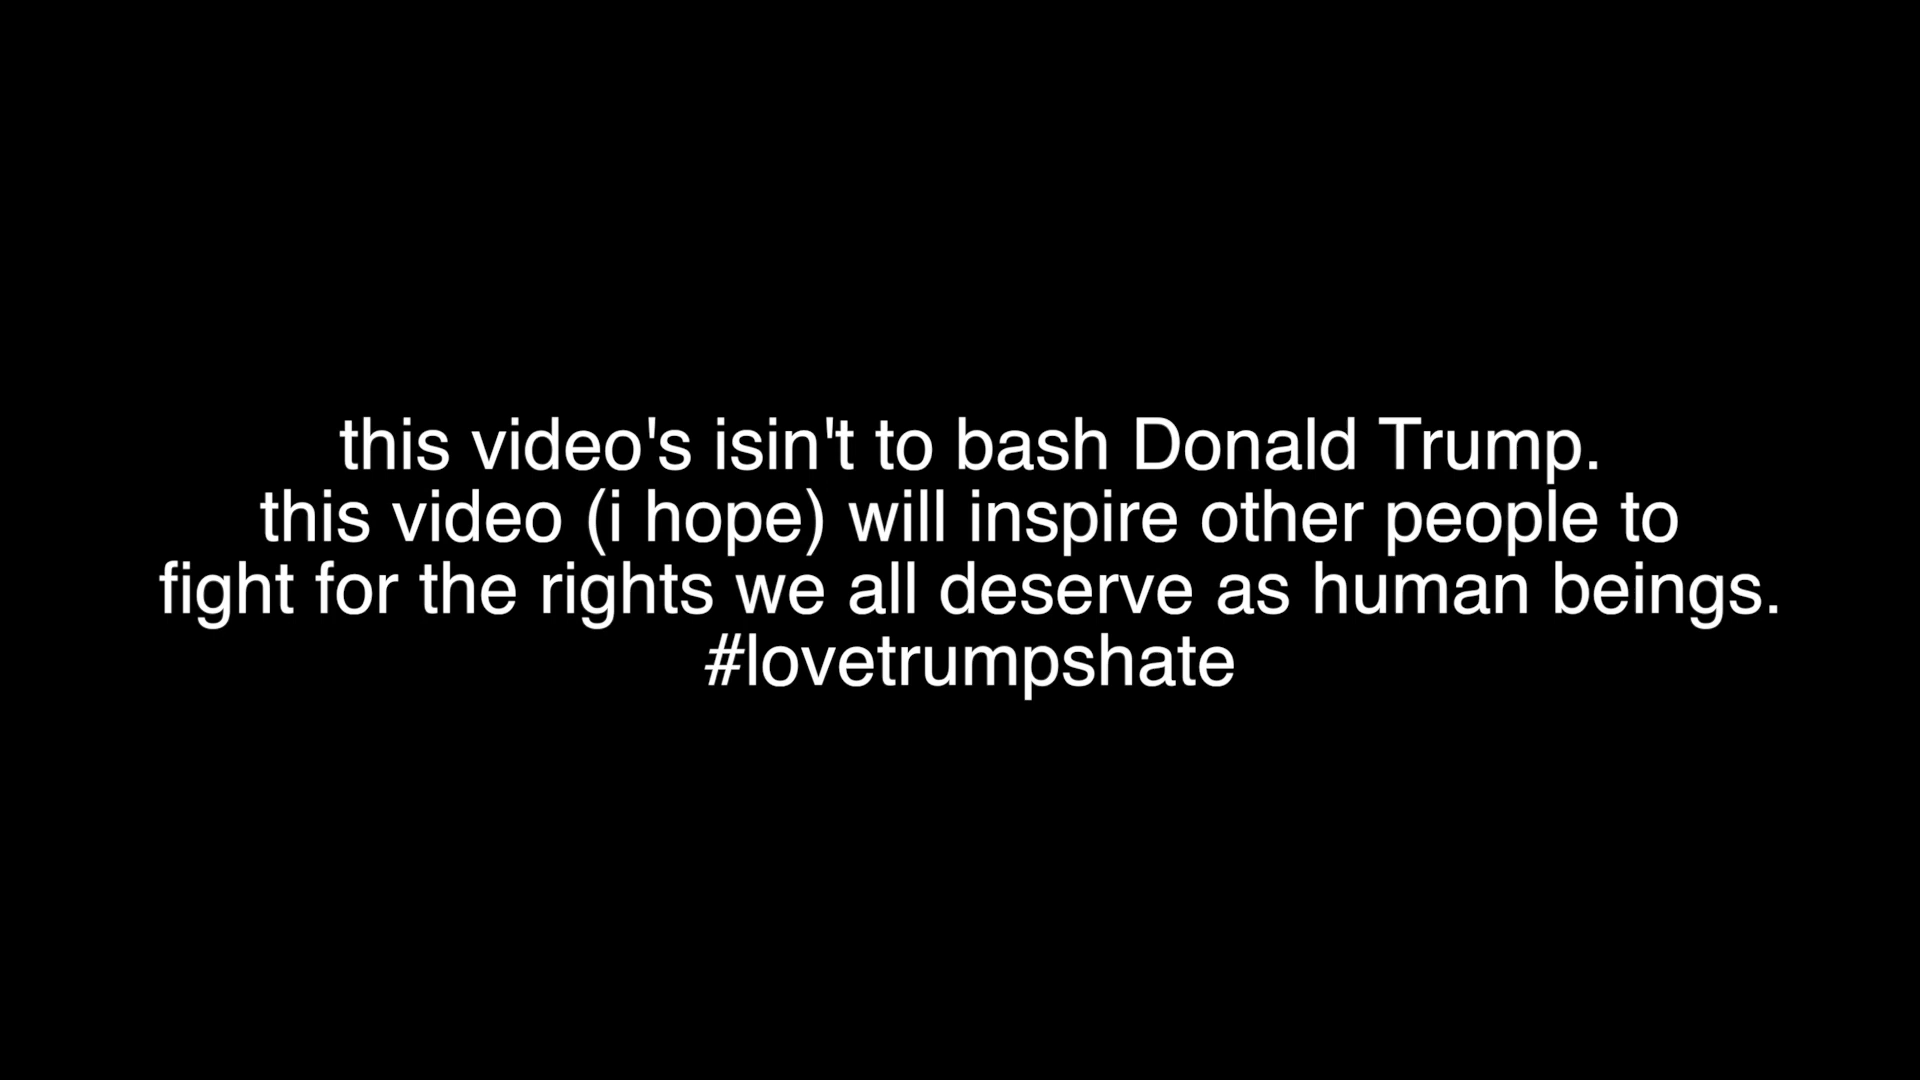 this video's isin't to bash Donald Trump.
this video (i hope) will inspire other people to
fight for the rights we all deserve as human beings.
#lovetrumpshate